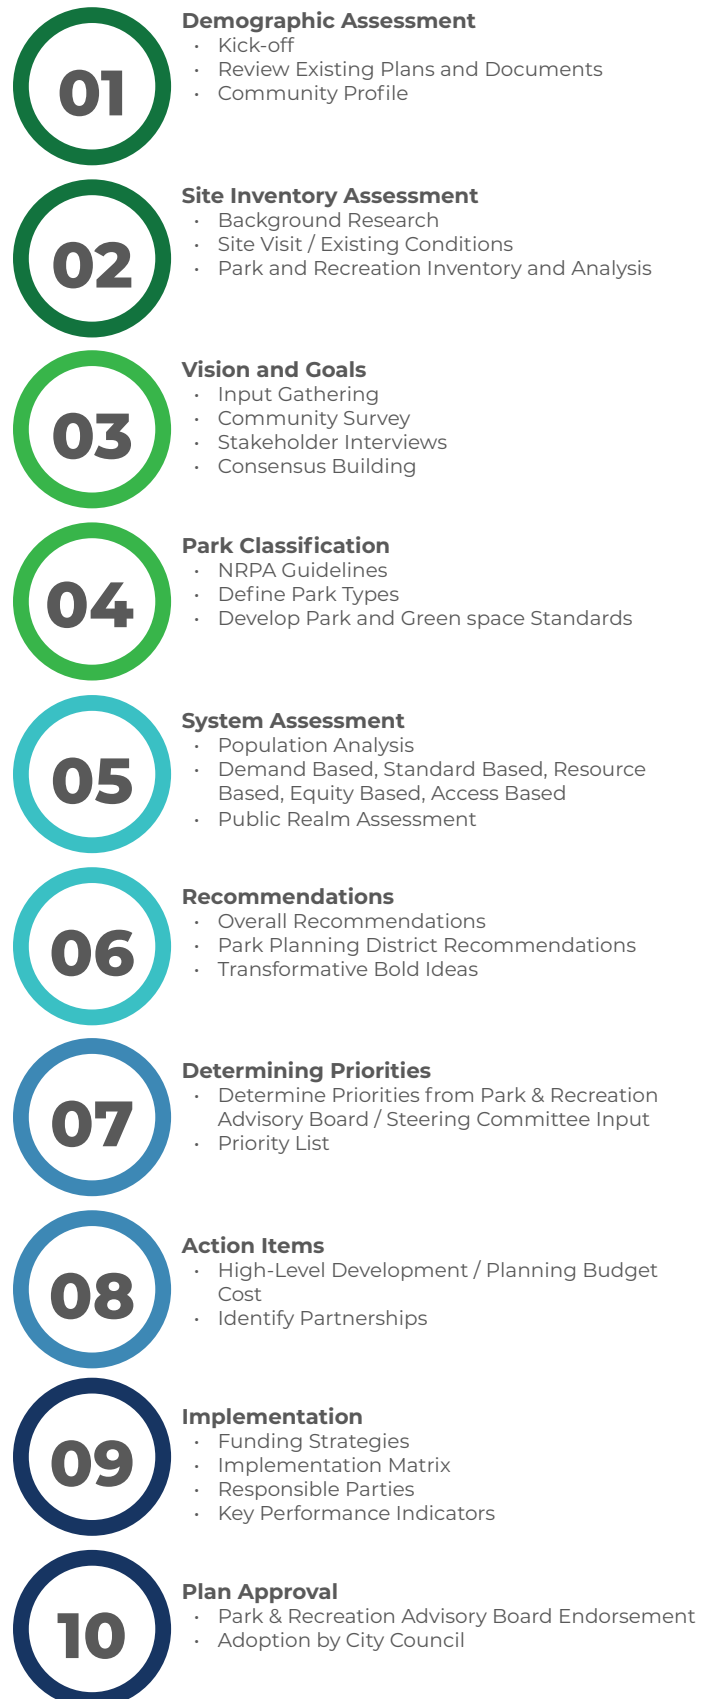 01
Demographic Assessment
• Kick-off
• Review Existing Plans and Documents
• Community Profile
02
Site Inventory Assessment
• Background Research
• Site Visit / Existing Conditions
• Park and Recreation Inventory and Analysis
03
Vision and Goals
• Input Gathering
• Community Survey
• Stakeholder Interviews
• Consensus Building
04
Park Classification
• NRPA Guidelines
• Define Park Types
• Develop Park and Green space Standards
05
System Assessment
• Population Analysis
• Demand Based, Standard Based, Resource
Based, Equity Based, Access Based
• Public Realm Assessment
06
Recommendations
• Overall Recommendations
• Park Planning District Recommendations
• Transformative Bold Ideas
07
Determining Priorities
• Determine Priorities from Park & Recreation
Advisory Board / Steering Committee Input
• Priority List
08
Action Items
• High-Level Development / Planning Budget
Cost
• Identify Partnerships
09
Implementation
• Funding Strategies
• Implementation Matrix
• Responsible Parties
• Key Performance Indicators
10
Plan Approval
• Park & Recreation Advisory Board Endorsement
• Adoption by City Council